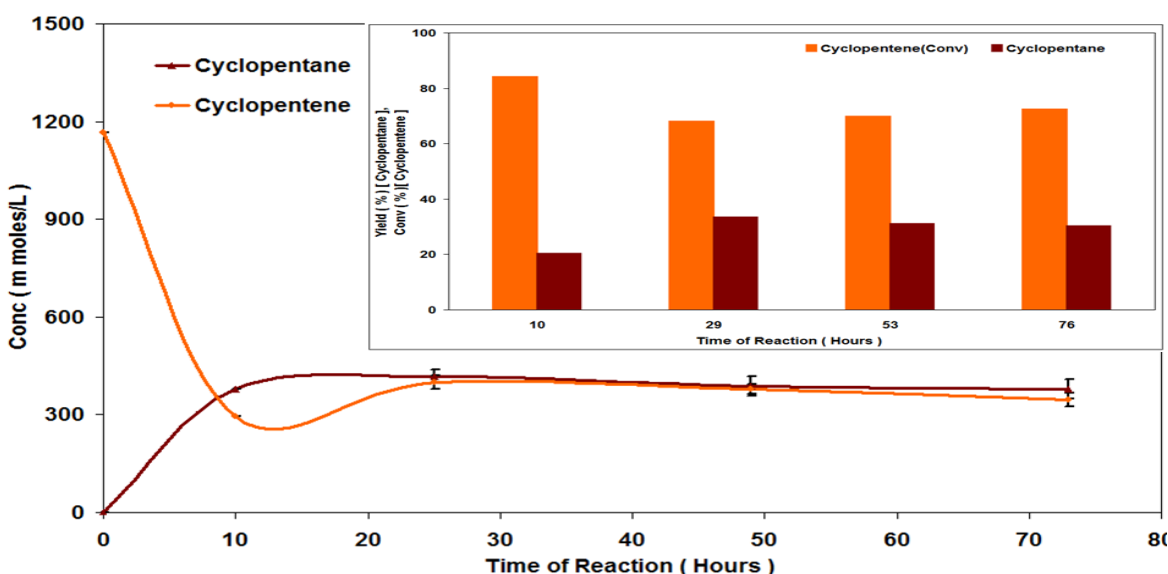 1500
1200
900
600
300
0
Conc ( m moles/L )
Cyclopentane
Cyclopentene
100
80
60
40
20
0
Yield ( % ) [ Cyclopentane ],
Conv ( % )[ Cyclopentene ]
Cyclopentene(Conv) Cyclopentane
10 29 53 76
Time of Reaction ( Hours )
0 10 20 30 40 50 60 70 80
Time of Reaction ( Hours )